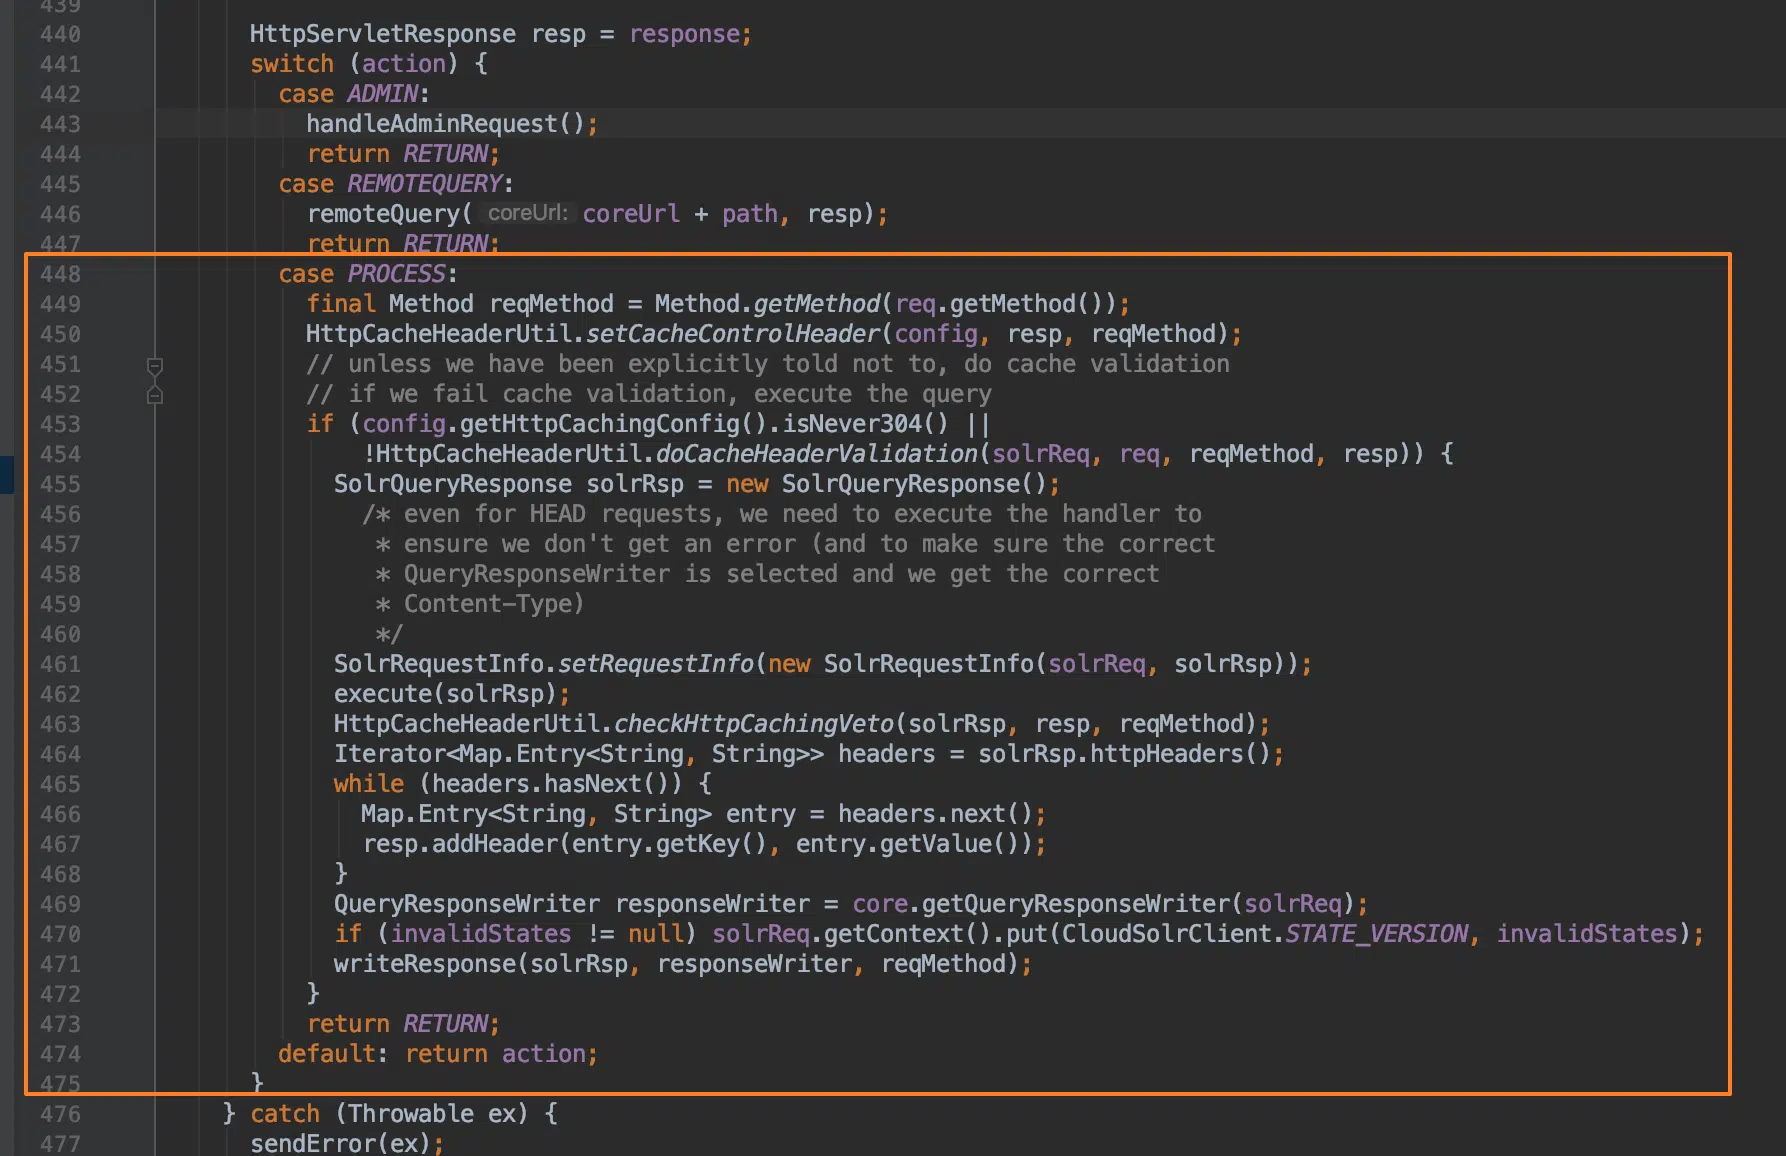 439
440 HttpServletResponse resp = response;
441 switch (action) {
442 case ADMIN:
443 handleAdminRequest();
444 return RETURN;
445 case REMOTEQUERY:
446 remoteQuery( coreUrl: coreUrl + path, resp);
447 return RETURN;
448 case PROCESS:
449 final Method reqMethod = Method.getMethod(req.getMethod());
450 HttpCacheHeaderUtil.setCacheControlHeader(config, resp, reqMethod);
451 // unless we have been explicitly told not to, do cache validation
452 // if we fail cache validation, execute the query
453 if (config.getHttpCachingConfig().isNever304() ||
454 !HttpCacheHeaderUtil.doCacheHeaderValidation(solrReq, req, reqMethod, resp)) {
455 SolrQueryResponse solrRsp = new SolrQueryResponse();
456 /* even for HEAD requests, we need to execute the handler to
457 * ensure we don't get an error (and to make sure the correct
458 * QueryResponseWriter is selected and we get the correct
459 * Content-Type)
460 */
461 SolrRequestInfo.setRequestInfo(new SolrRequestInfo(solrReq, solrRsp));
462 execute(solrRsp);
463 HttpCacheHeaderUtil.checkHttpCachingVeto(solrRsp, resp, reqMethod);
464 Iterator<Map.Entry<String, String>> headers = solrRsp.httpHeaders();
465 while (headers.hasNext()) {
466 Map.Entry<String, String> entry = headers.next();
467 resp.addHeader(entry.getKey(), entry.getValue());
468 }
469 QueryResponseWriter responseWriter = core.getQueryResponseWriter(solrReq);
470 if (invalidStates != null) solrReq.getContext().put(CloudSolrClient.STATE_VERSION, invalidStates);
471 writeResponse(solrRsp, responseWriter, reqMethod);
472 }
473 return RETURN;
474 default: return action;
475 }
476 } catch (Throwable ex) {
477 sendError(ex);